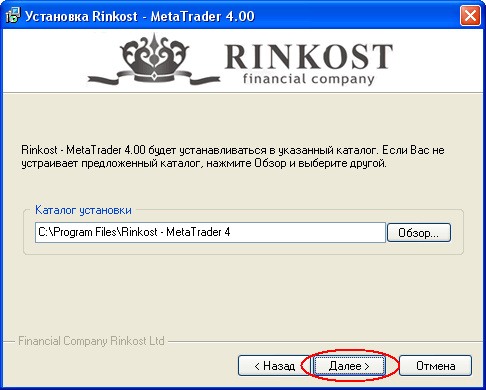 Установка Rinkost - MetaTrader 4.00
RINKOST
financial company
Rinkost - MetaTrader 4.00 будет устанавливаться в указанный каталог. Если Вас не
устраивает предложенный каталог, нажмите Обзор и выберите другой.
Каталог установки
C:\Program Files\Rinkost - MetaTrader 4
Обзор...
Financial Company Rinkost Ltd
< Назад
Далее >
Отмена